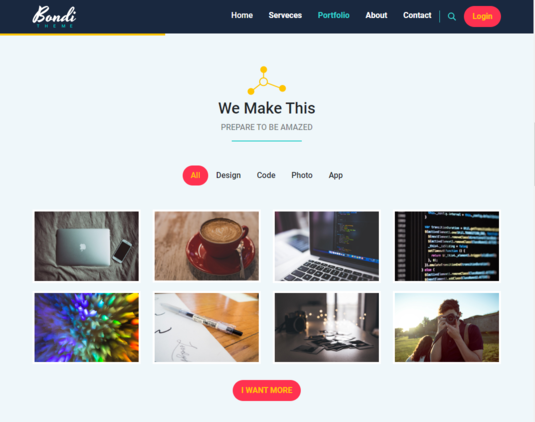 Bondi
THEME
Home Serveces Portfolio About Contact Login
We Make This
PREPARE TO BE AMAZED
All Design Code Photo App
I WANT MORE